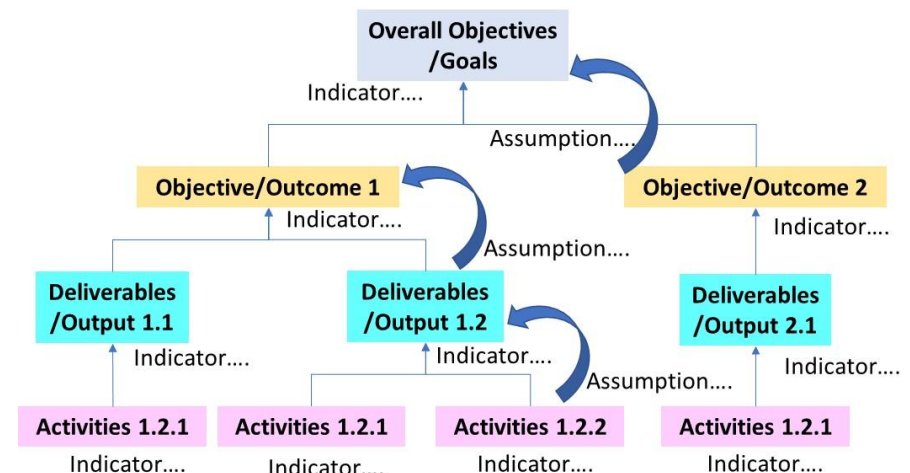 Overall Objectives
/Goals
Indicator....
Assumption....
Objective/Outcome 1
Objective/Outcome 2
Indicator....
Indicator....
Assumption....
Deliverables
/Output 1.1
Deliverables
/Output 1.2
Deliverables
/Output 2.1
Indicator....
Indicator....
Indicator....
Assumption....
Activities 1.2.1
Activities 1.2.1
Activities 1.2.2
Activities 1.2.1
Indicator....
Indicator....
Indicator....
Indicator....